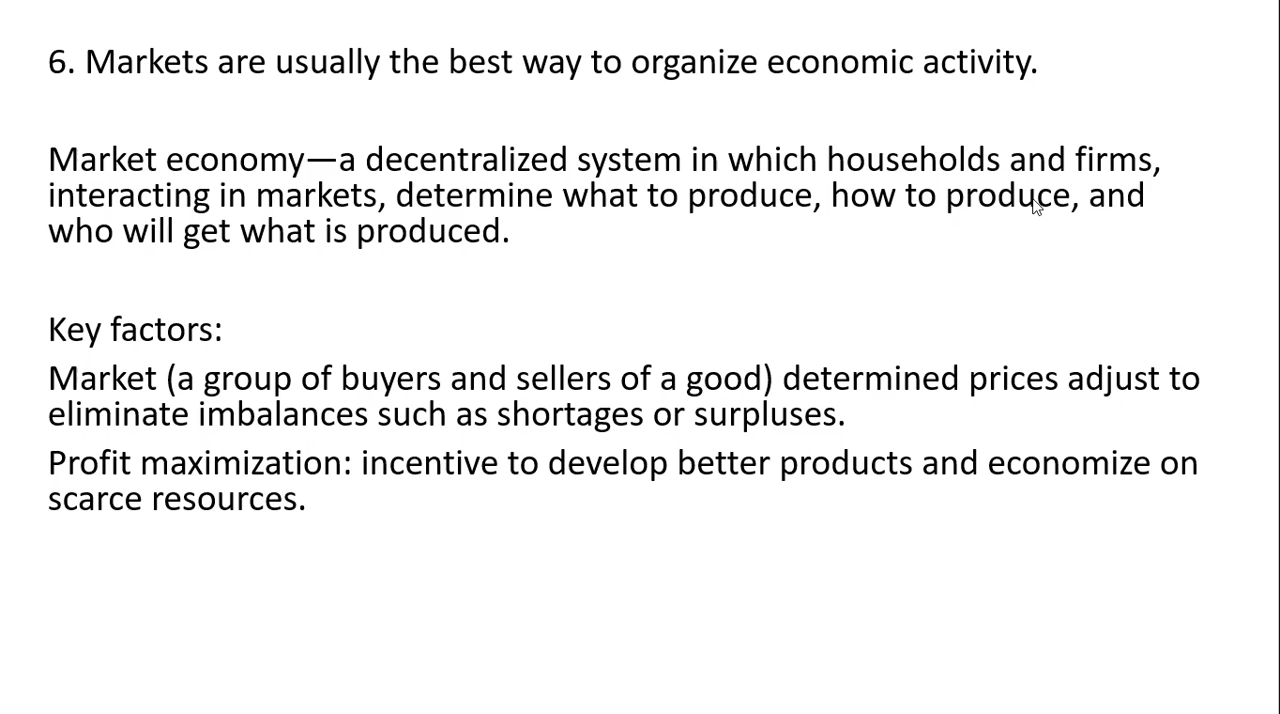 6. Markets are usually the best way to organize economic activity.
Market economy—a decentralized system in which households and firms,
interacting in markets, determine what to produce, how to produce, and
who will get what is produced.
Key factors:
Market (a group of buyers and sellers of a good) determined prices adjust to
eliminate imbalances such as shortages or surpluses.
Profit maximization: incentive to develop better products and economize on
scarce resources.